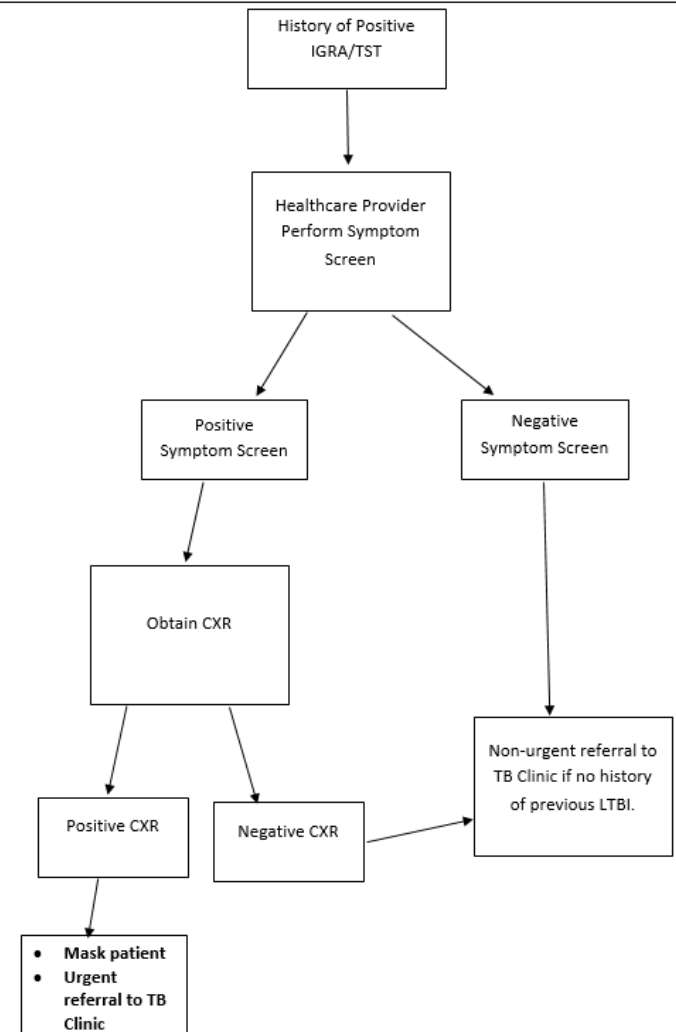 History of Positive
IGRA/TST
Healthcare Provider
Perform Symptom
Screen
Positive
Symptom Screen
Negative
Symptom Screen
Obtain CXR
Non-urgent referral to
TB Clinic if no history
of previous LTBI.
Positive CXR
Negative CXR
• Mask patient
• Urgent
referral to TB
Clinic